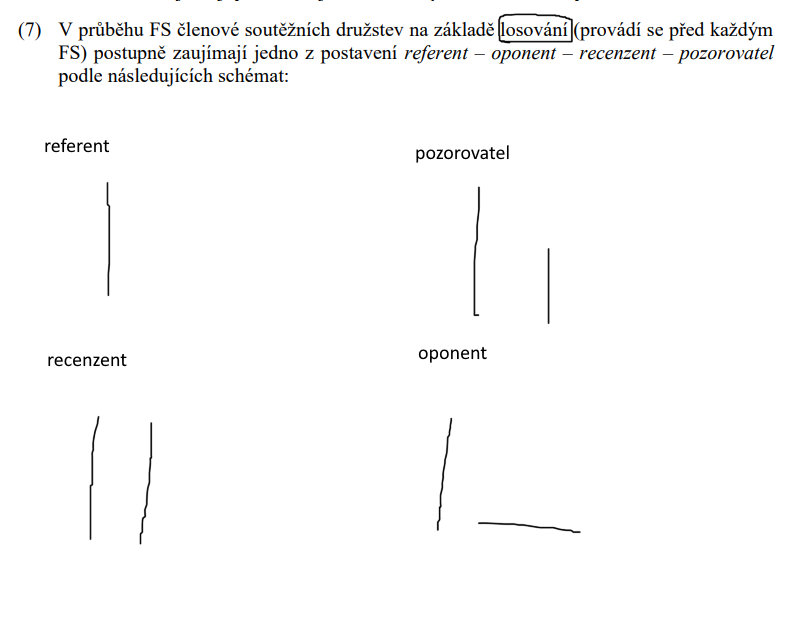 (7) V průběhu FS členové soutěžních družstev na základě losování (provádí se před každým
FS) postupně zaujímají jedno z postavení referent – oponent – recenzent – pozorovatel
podle následujících schémat:
referent
pozorovatel
recenzent
oponent